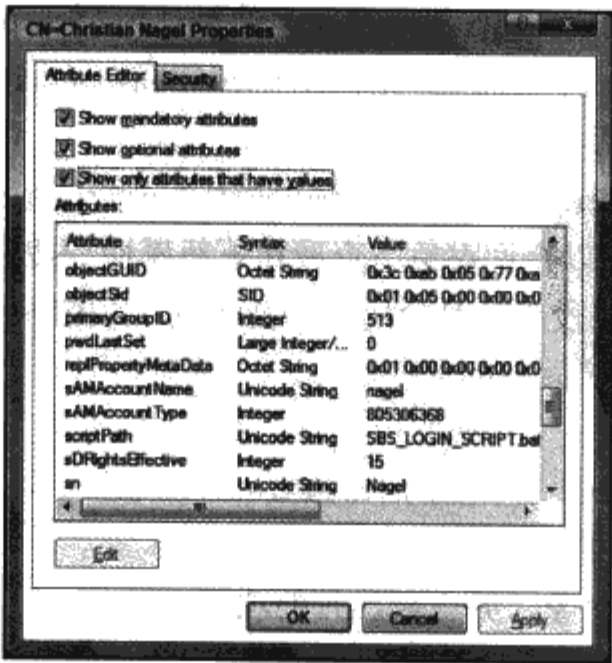 CN=Christian Nagel Properties
Attribute Editor Security
Show mandatory attributes
Show optional attributes
Show only attributes that have values
Attributes:
Attribute Syntax Value
objectGUID Octet String 0x3c 0xab 0x05 0x77 0xa
objectSid SID 0x01 0x05 0x00 0x00 0x0
primaryGroupID Integer 513
pwdLastSet Large Integer/... 0
replPropertyMetaData Octet String 0x01 0x00 0x00 0x00 0x0
sAMAccountName Unicode String nagel
sAMAccountType Integer 805306368
scriptPath Unicode String SBS_LOGIN_SCRIPT.bat
sDRightsEffective Integer 15
sn Unicode String Nagel
Edit
OK Cancel Apply